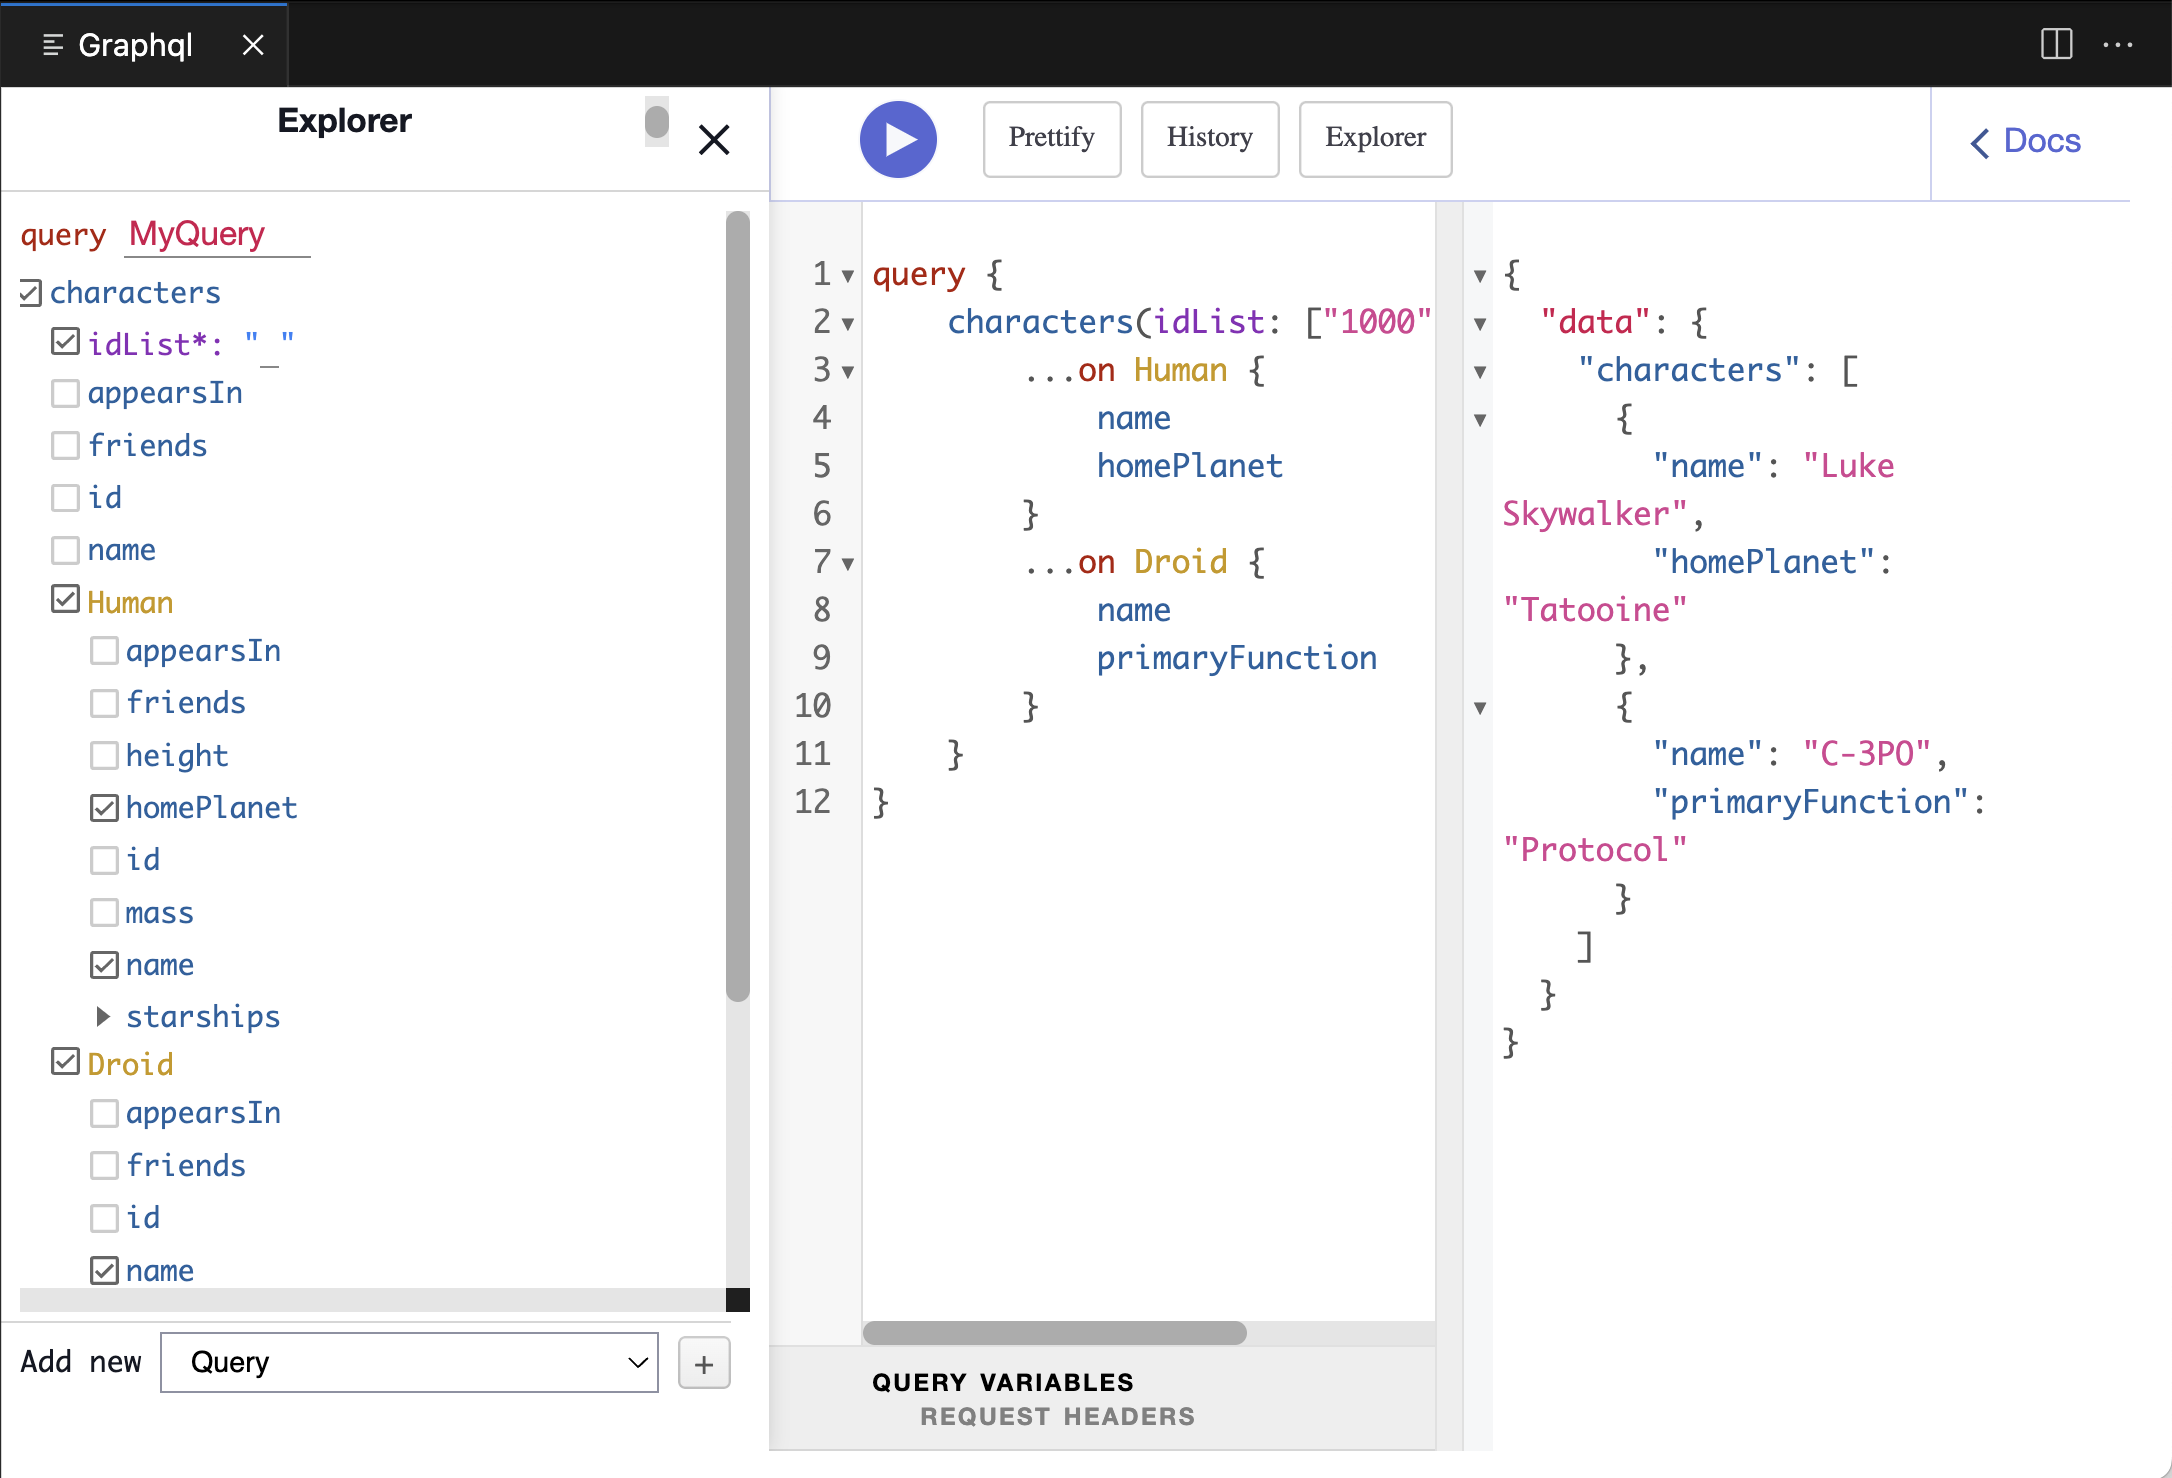 Graphql
Explorer
query MyQuery
characters
idList*: "_"
appearsIn
friends
id
name
Human
appearsIn
friends
height
homePlanet
id
mass
name
starships
Droid
appearsIn
friends
id
name
Add new Query +
Prettify History Explorer
Docs
1 query {
2 characters(idList: ["1000"
3 ...on Human {
4 name
5 homePlanet
6 }
7 ...on Droid {
8 name
9 primaryFunction
10 }
11 }
12 }
QUERY VARIABLES
REQUEST HEADERS
{
"data": {
"characters": [
{
"name": "Luke
Skywalker",
"homePlanet":
"Tatooine"
},
{
"name": "C-3PO",
"primaryFunction":
"Protocol"
}
]
}
}